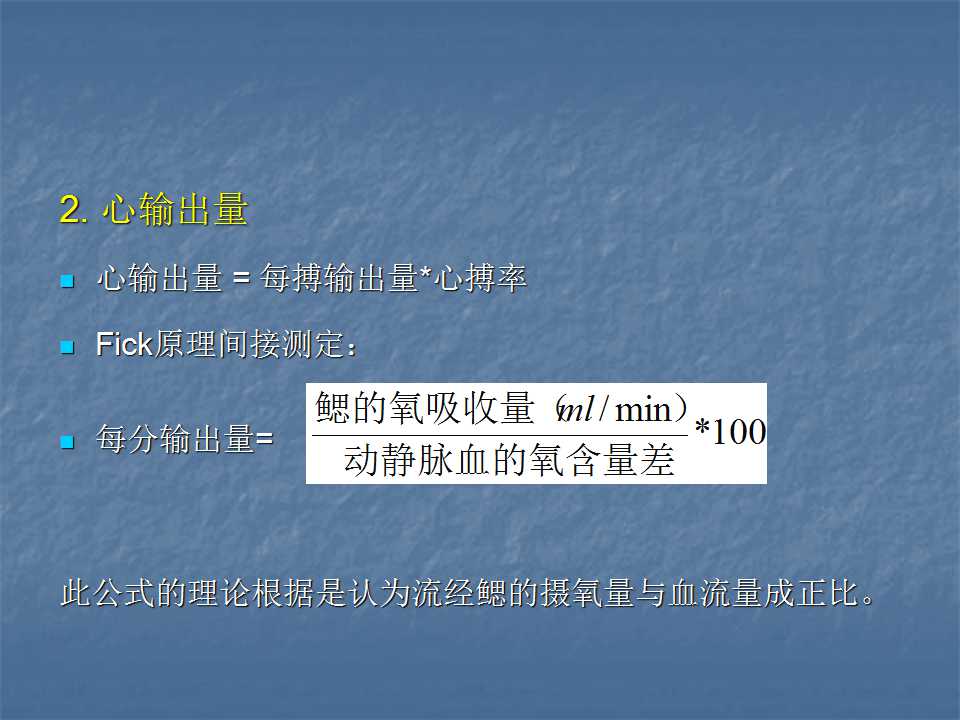 2. 心输出量
心输出量 = 每搏输出量*心搏率
Fick原理间接测定：
每分输出量=
鳃的氧吸收量（ml/min）
动静脉血的氧含量差
*100
此公式的理论根据是认为流经鳃的摄氧量与血流量成正比。